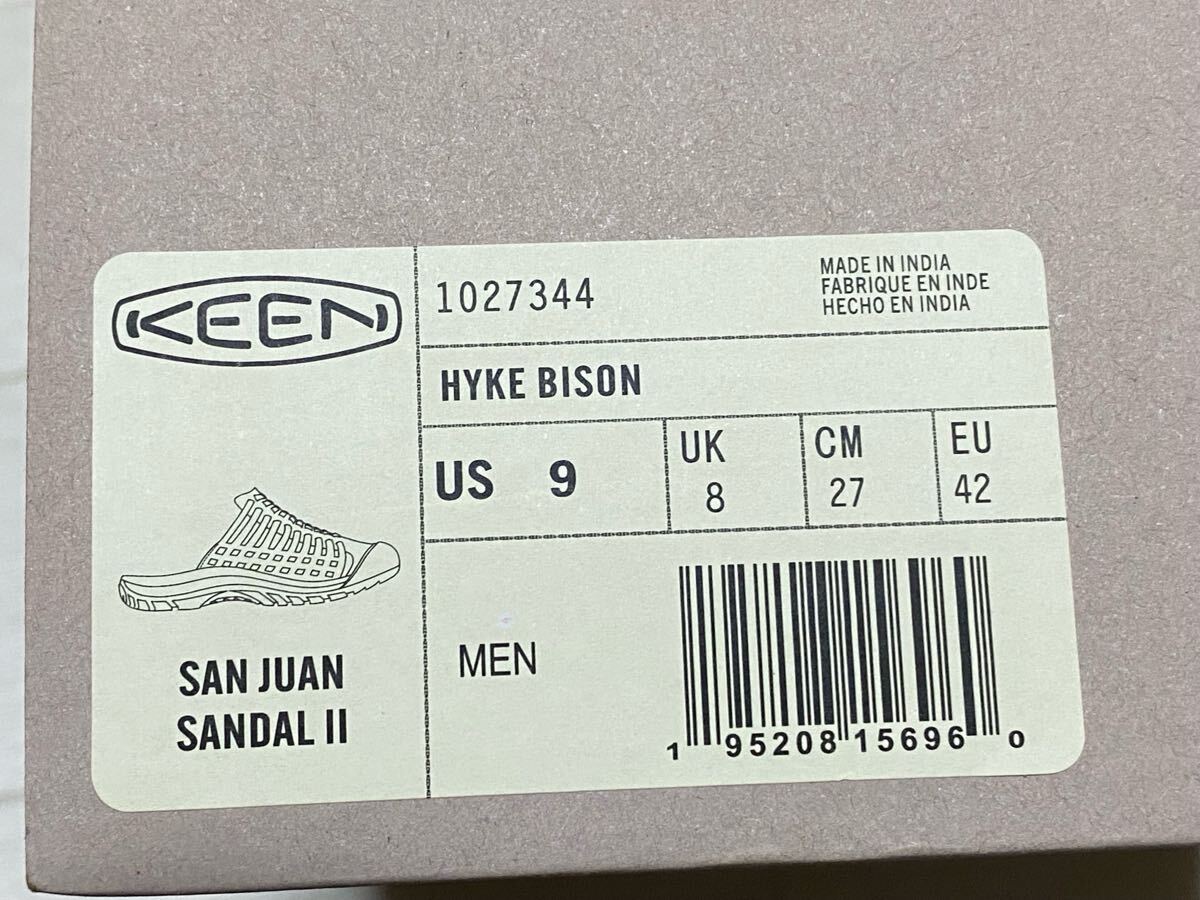 KEEN
1027344
MADE IN INDIA
FABRIQUE EN INDE
HECHO EN INDIA
HYKE BISON
US 9
UK
8
CM
27
EU
42
SAN JUAN
SANDAL II
MEN
1 95208 15696 0